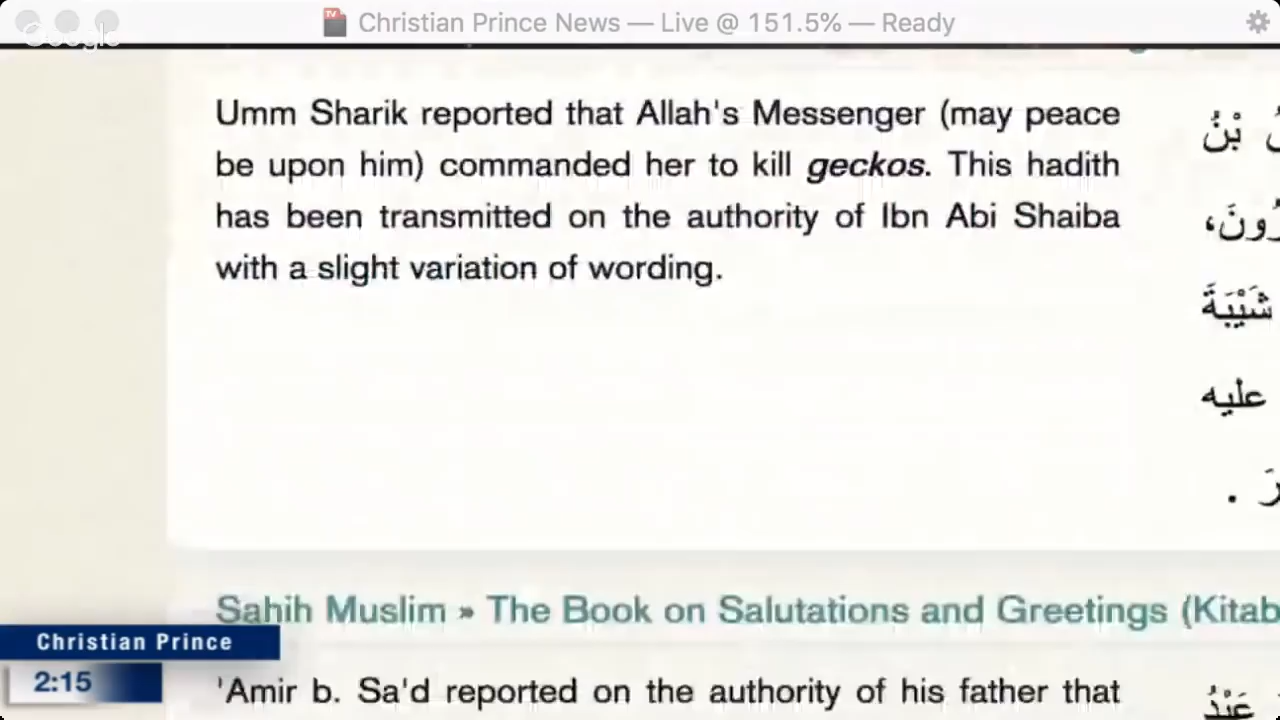 Christian Prince News — Live @ 151.5% — Ready
Google
Umm Sharik reported that Allah's Messenger (may peace
be upon him) commanded her to kill geckos. This hadith
has been transmitted on the authority of Ibn Abi Shaiba
with a slight variation of wording.
بْنُ
شَيْبَةَ
عليه
Sahih Muslim » The Book on Salutations and Greetings (Kitab
Christian Prince
2:15
'Amir b. Sa'd reported on the authority of his father that